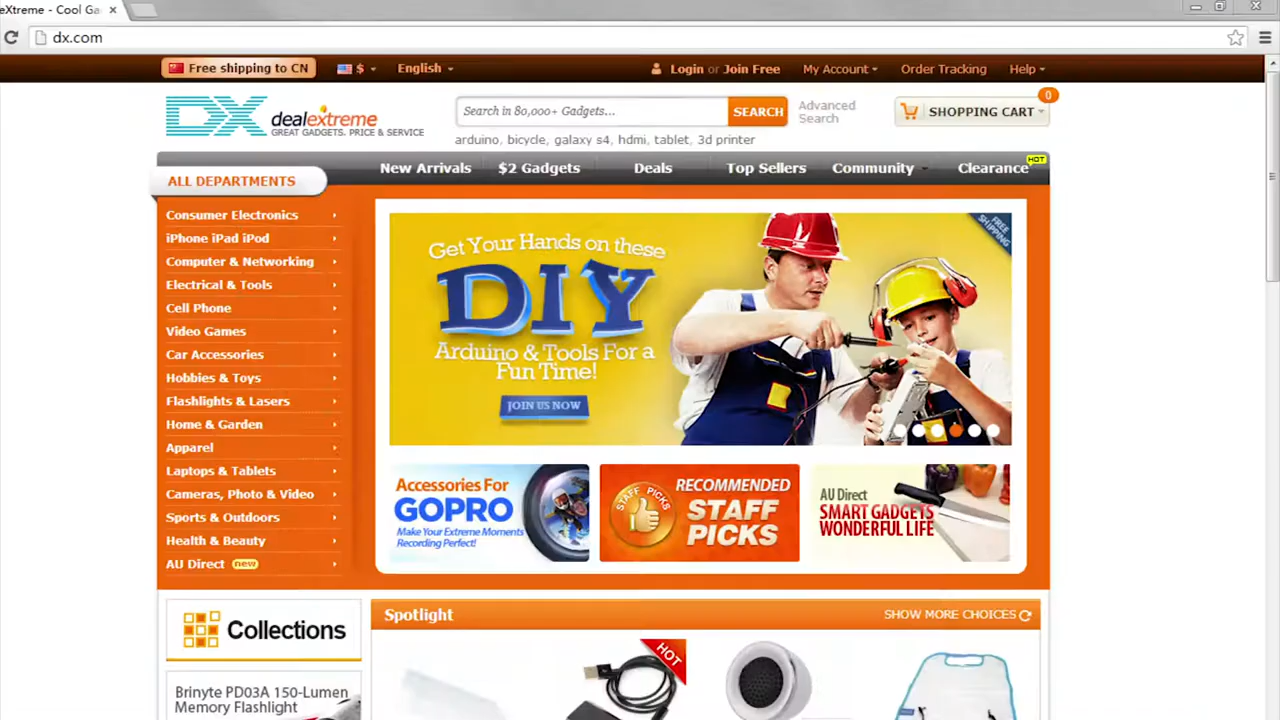 eXtreme - Cool Ga
dx.com
Free shipping to CN
$
English
Login or Join Free
My Account
Order Tracking
Help
DX dealextreme
GREAT GADGETS. PRICE & SERVICE
Search in 80,000+ Gadgets...
SEARCH
Advanced
Search
SHOPPING CART
0
arduino, bicycle, galaxy s4, hdmi, tablet, 3d printer
ALL DEPARTMENTS
New Arrivals
$2 Gadgets
Deals
Top Sellers
Community
Clearance
HOT
Consumer Electronics
iPhone iPad iPod
Computer & Networking
Electrical & Tools
Cell Phone
Video Games
Car Accessories
Hobbies & Toys
Flashlights & Lasers
Home & Garden
Apparel
Laptops & Tablets
Cameras, Photo & Video
Sports & Outdoors
Health & Beauty
AU Direct new
Get Your Hands on these
DIY
Arduino & Tools For a
Fun Time!
JOIN US NOW
FREE
SHIPPING
Accessories For
GOPRO
Make Your Extreme Moments
Recording Perfect!
STAFF PICKS
RECOMMENDED
STAFF
PICKS
AU Direct
SMART GADGETS
WONDERFUL LIFE
Collections
Brinyte PD03A 150-Lumen
Memory Flashlight
Spotlight
SHOW MORE CHOICES
HOT